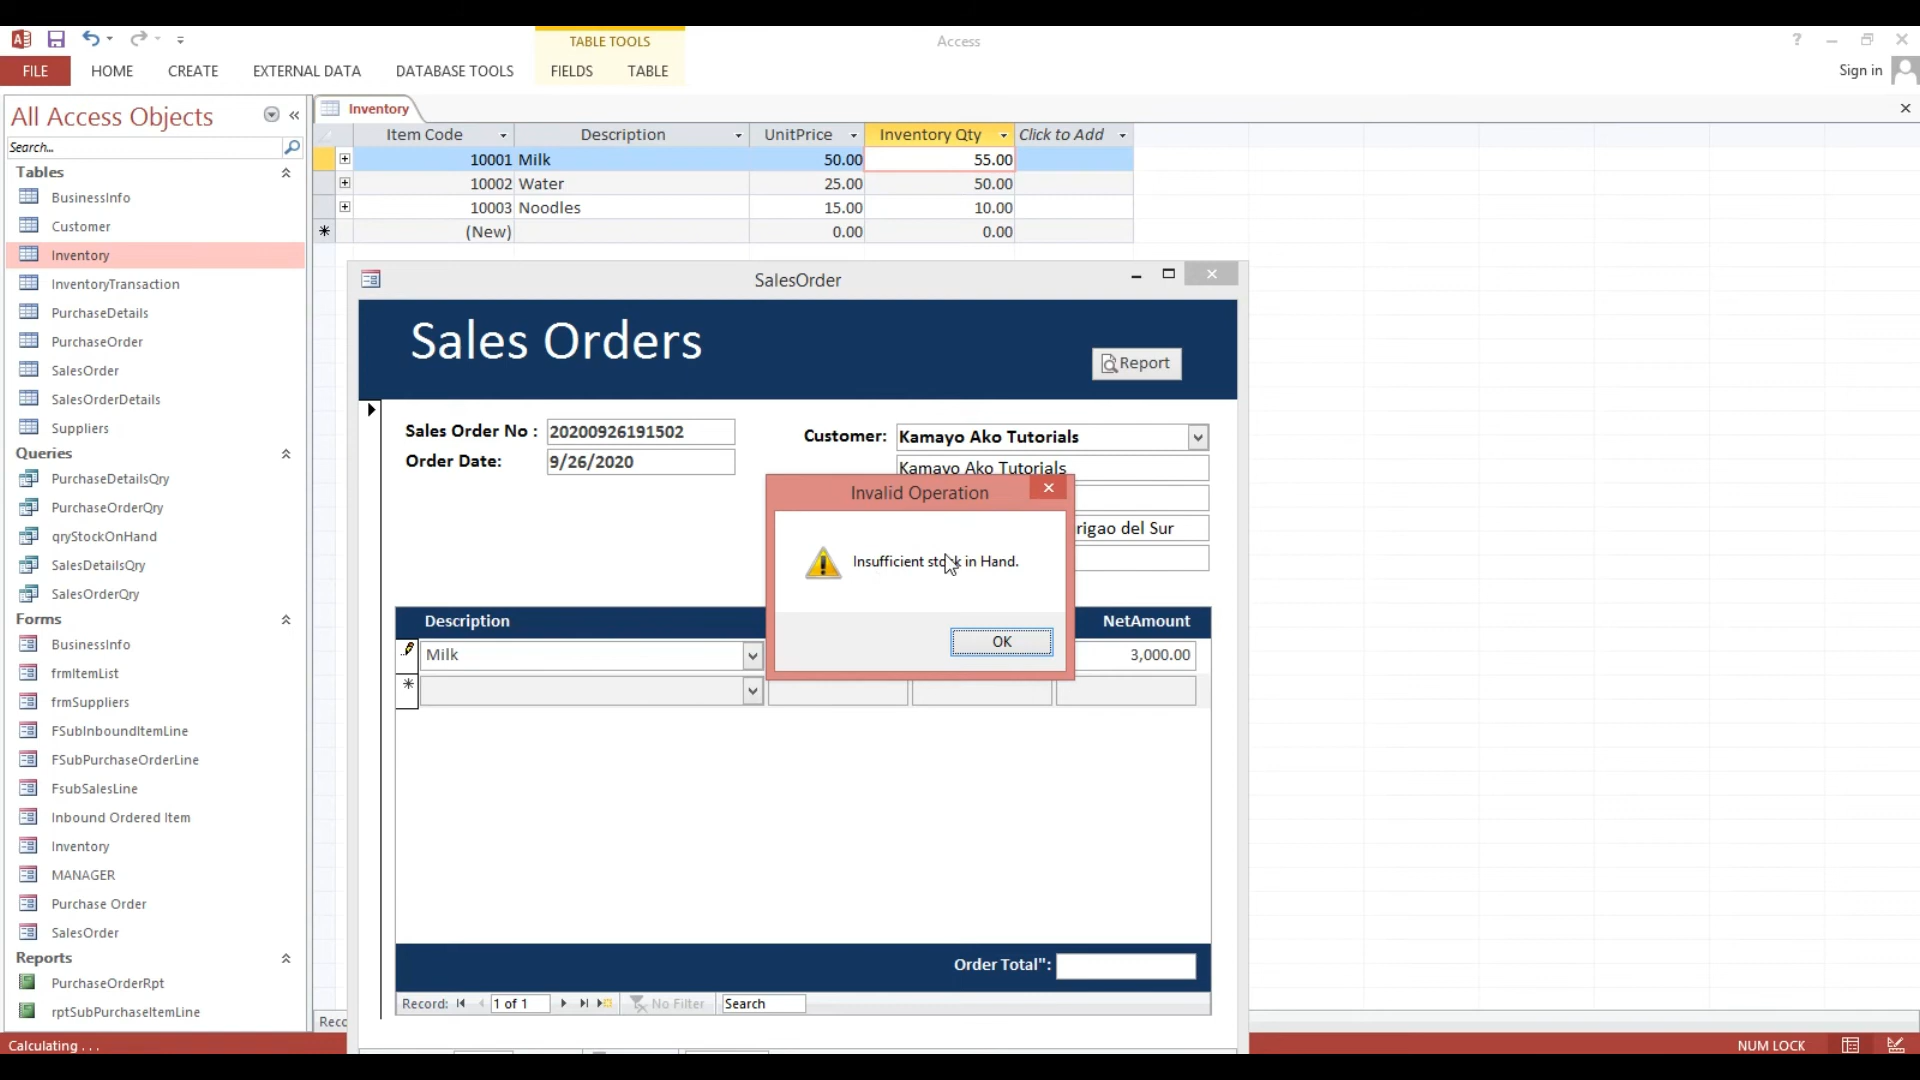 TABLE TOOLS
Access
?
FILE HOME CREATE EXTERNAL DATA DATABASE TOOLS FIELDS TABLE
Sign in
All Access Objects
Search...
Tables
BusinessInfo
Customer
Inventory
InventoryTransaction
PurchaseDetails
PurchaseOrder
SalesOrder
SalesOrderDetails
Suppliers
Queries
PurchaseDetailsQry
PurchaseOrderQry
qryStockOnHand
SalesDetailsQry
SalesOrderQry
Forms
BusinessInfo
frmItemList
frmSuppliers
FSubInboundItemLine
FSubPurchaseOrderLine
FsubSalesLine
Inbound Ordered Item
Inventory
MANAGER
Purchase Order
SalesOrder
Reports
PurchaseOrderRpt
rptSubPurchaseItemLine
Inventory
Item Code Description UnitPrice Inventory Qty Click to Add
10001 Milk 50.00 55.00
10002 Water 25.00 50.00
10003 Noodles 15.00 10.00
(New) 0.00 0.00
SalesOrder
Sales Orders
Report
Sales Order No : 20200926191502
Order Date: 9/26/2020
Customer: Kamayo Ako Tutorials
Kamayo Ako Tutorials
rigao del Sur
Invalid Operation
Insufficient stock in Hand.
OK
Description NetAmount
Milk 3,000.00
Order Total":
Record: 1 of 1 No Filter Search
Reco
Calculating . . .
NUM LOCK